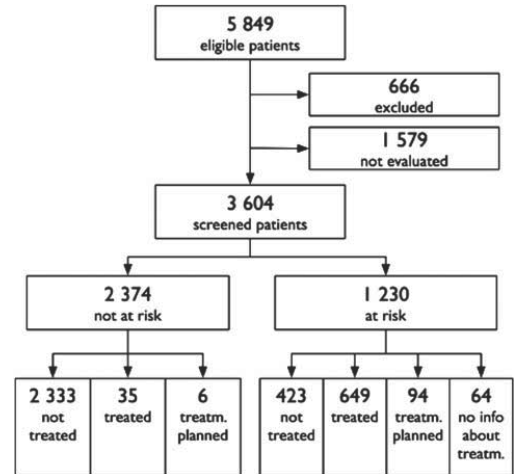 5 849
eligible patients
666
excluded
1 579
not evaluated
3 604
screened patients
2 374
not at risk
1 230
at risk
2 333
not
treated
35
treated
6
treatm.
planned
423
not
treated
649
treated
94
treatm.
planned
64
no info
about
treatm.